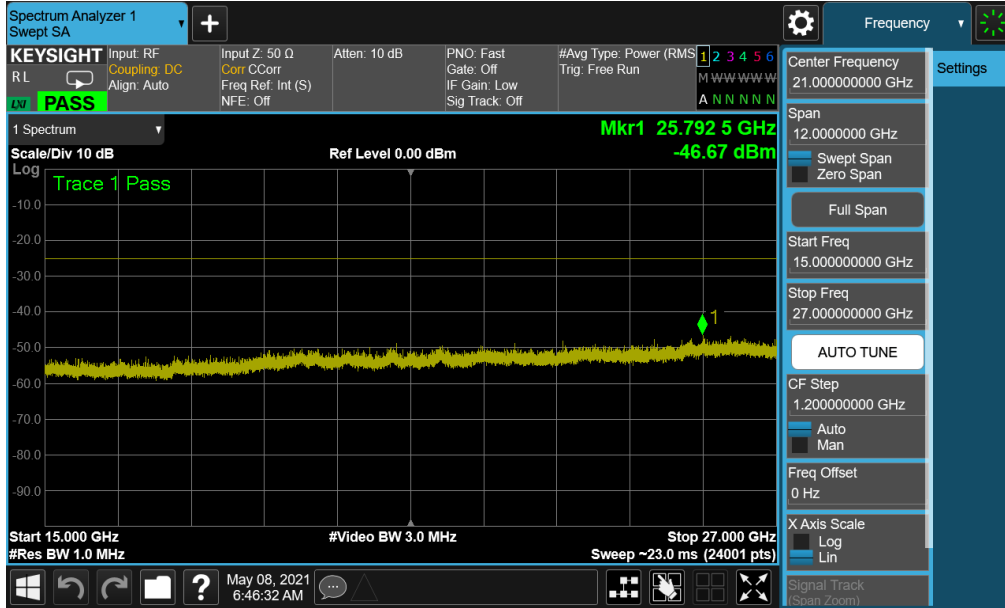 Spectrum Analyzer 1
Swept SA
+
Frequency
KEYSIGHT
RL
LXI PASS
Input: RF
Coupling: DC
Align: Auto
Input Z: 50 Ω
Corr CCorr
Freq Ref: Int (S)
NFE: Off
Atten: 10 dB
PNO: Fast
Gate: Off
IF Gain: Low
Sig Track: Off
#Avg Type: Power (RMS
Trig: Free Run
1 2 3 4 5 6
M W W W W W
A N N N N N
1 Spectrum
Scale/Div 10 dB
Ref Level 0.00 dBm
Mkr1 25.792 5 GHz
-46.67 dBm
Log
Trace 1 Pass
-10.0
-20.0
-30.0
-40.0
1
-50.0
-60.0
-70.0
-80.0
-90.0
Start 15.000 GHz
#Video BW 3.0 MHz
Stop 27.000 GHz
#Res BW 1.0 MHz
Sweep ~23.0 ms (24001 pts)
Center Frequency
21.000000000 GHz
Settings
Span
12.0000000 GHz
Swept Span
Zero Span
Full Span
Start Freq
15.000000000 GHz
Stop Freq
27.000000000 GHz
AUTO TUNE
CF Step
1.200000000 GHz
Auto
Man
Freq Offset
0 Hz
X Axis Scale
Log
Lin
Signal Track
(Span Zoom)
?
May 08, 2021
6:46:32 AM